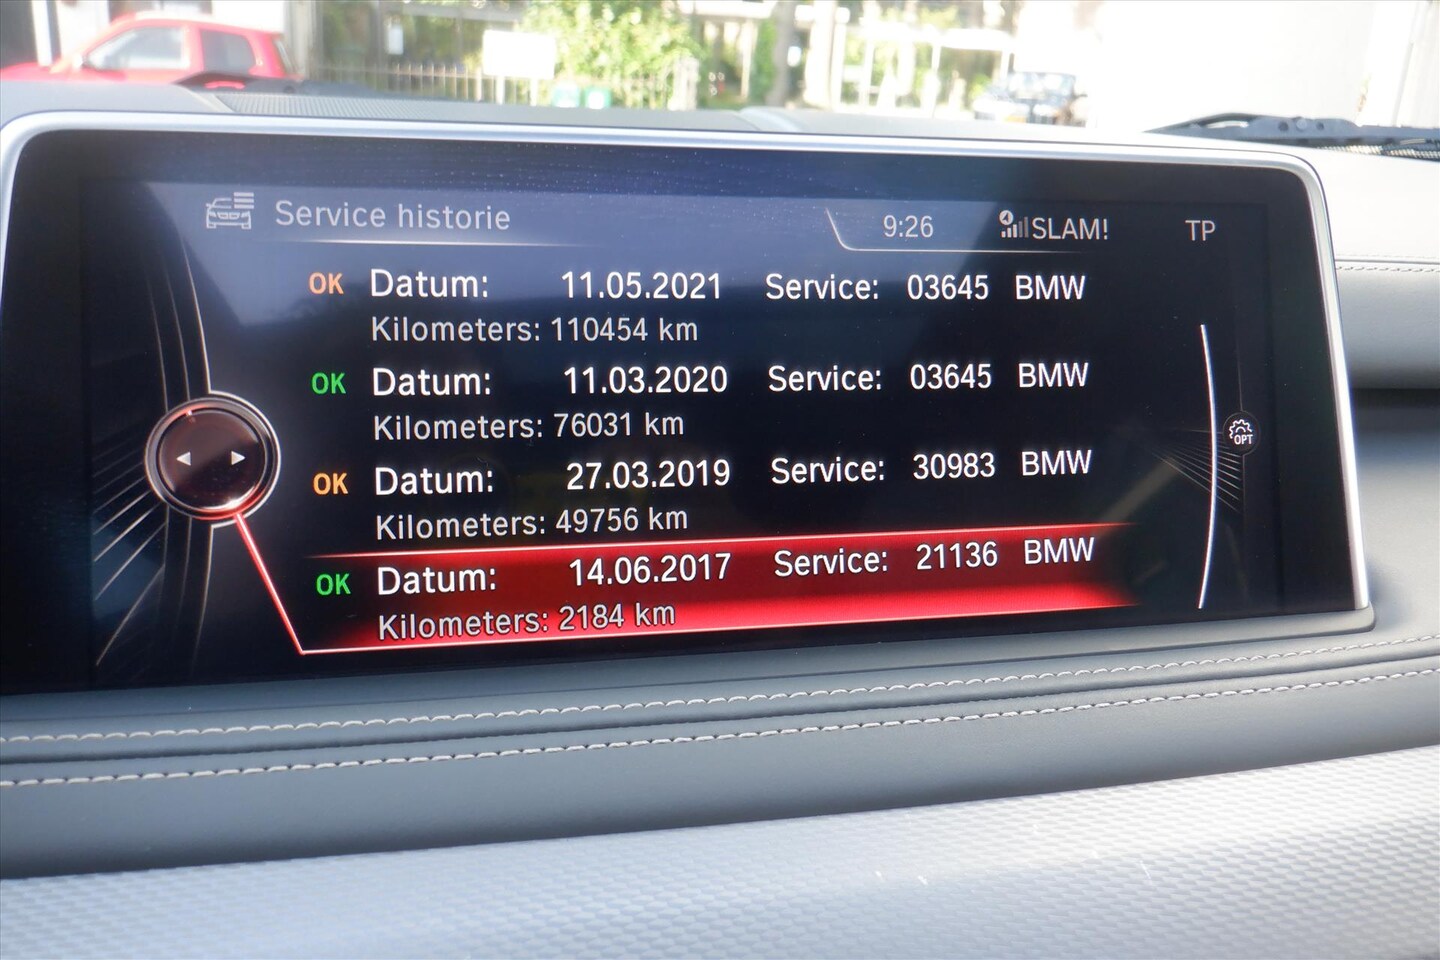 Service historie 9:26 SLAM! TP
OK Datum: 11.05.2021 Service: 03645 BMW
Kilometers: 110454 km
OK Datum: 11.03.2020 Service: 03645 BMW
Kilometers: 76031 km
OPT
OK Datum: 27.03.2019 Service: 30983 BMW
Kilometers: 49756 km
OK Datum: 14.06.2017 Service: 21136 BMW
Kilometers: 2184 km